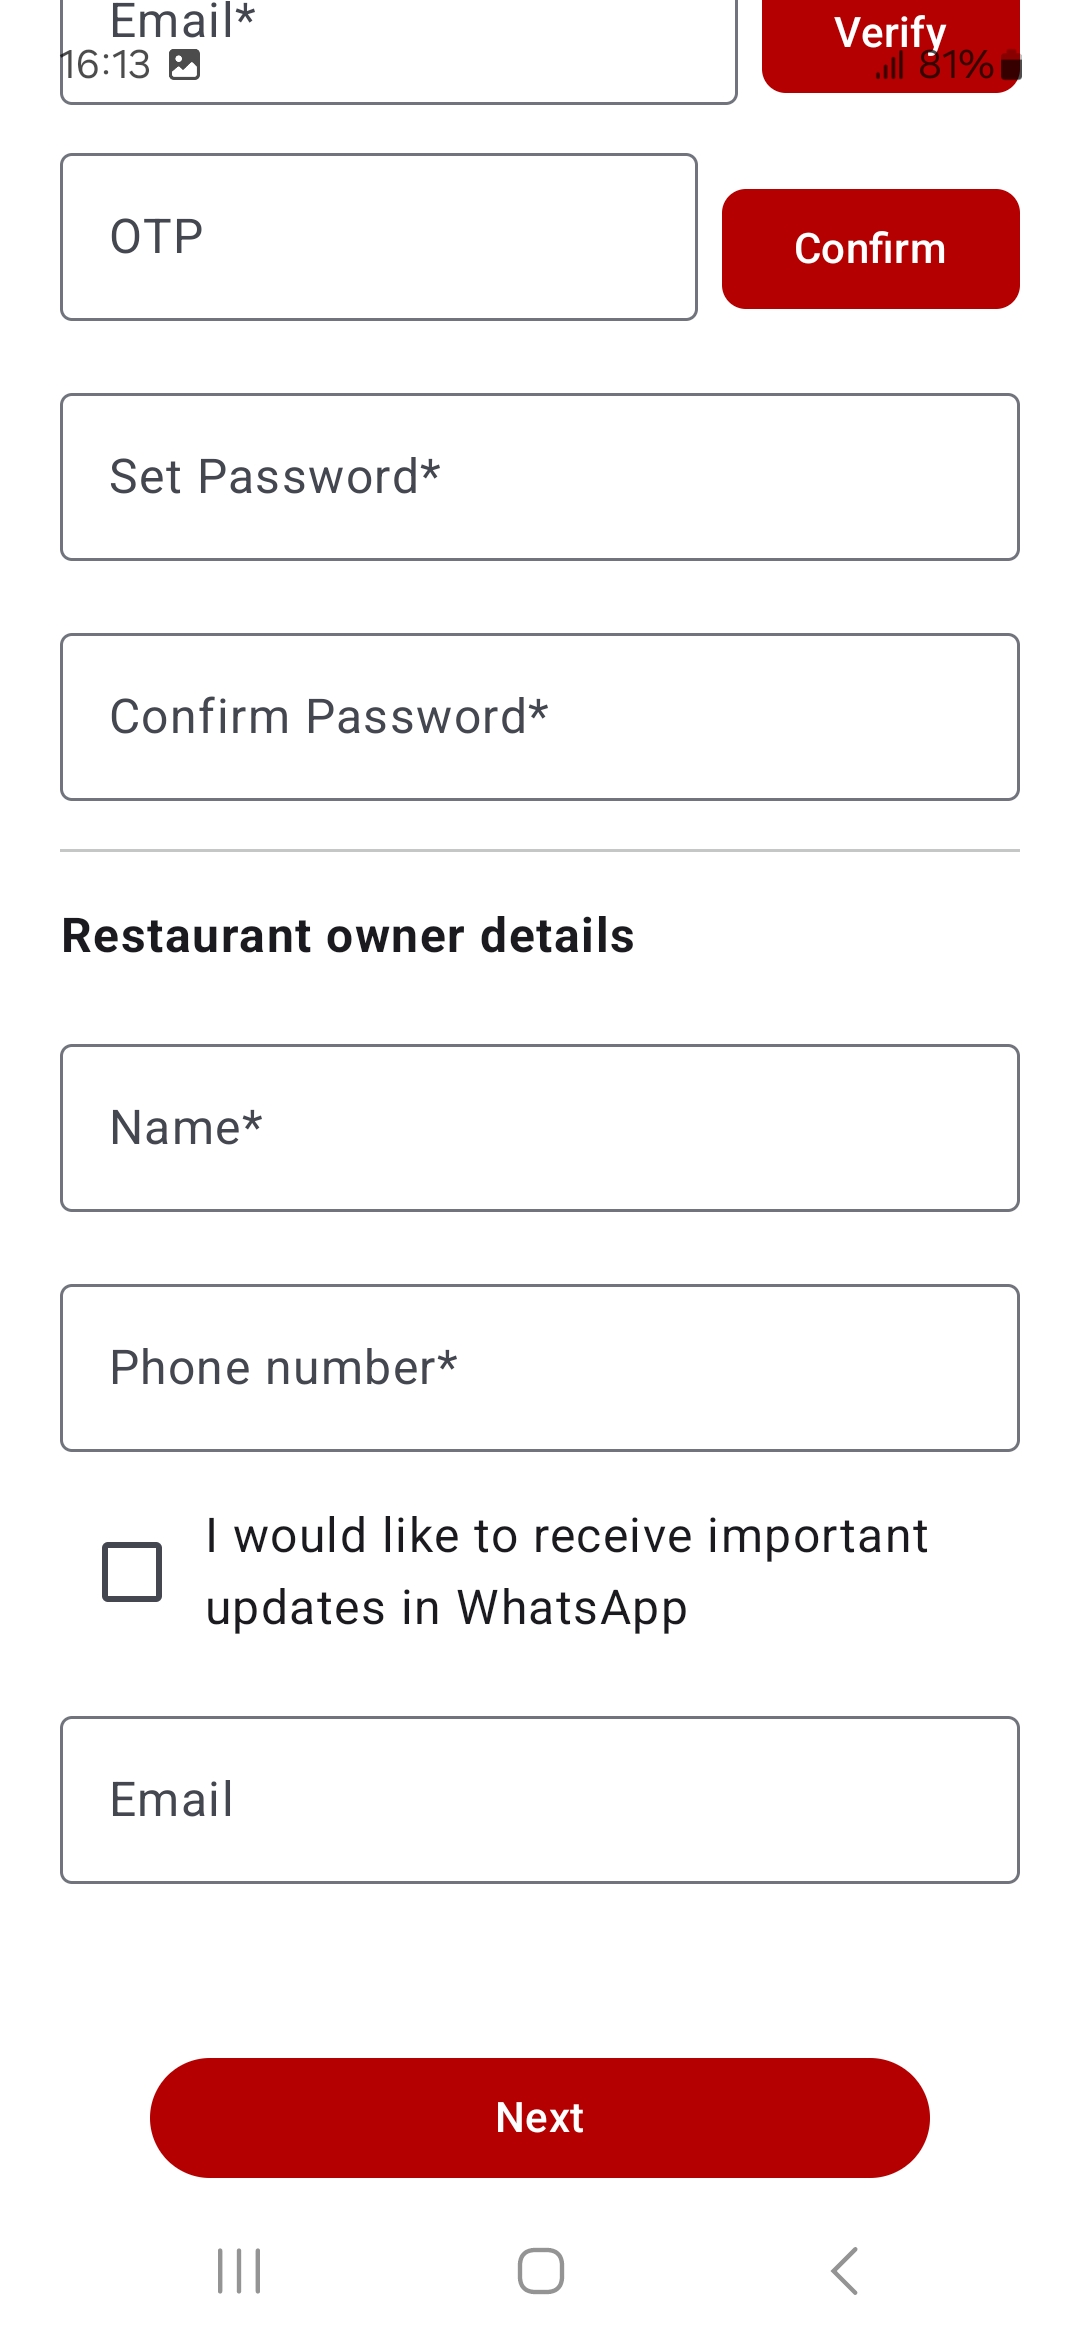 Email*
Verify
16:13
81%
OTP
Confirm
Set Password*
Confirm Password*
Restaurant owner details
Name*
Phone number*
I would like to receive important
updates in WhatsApp
Email
Next